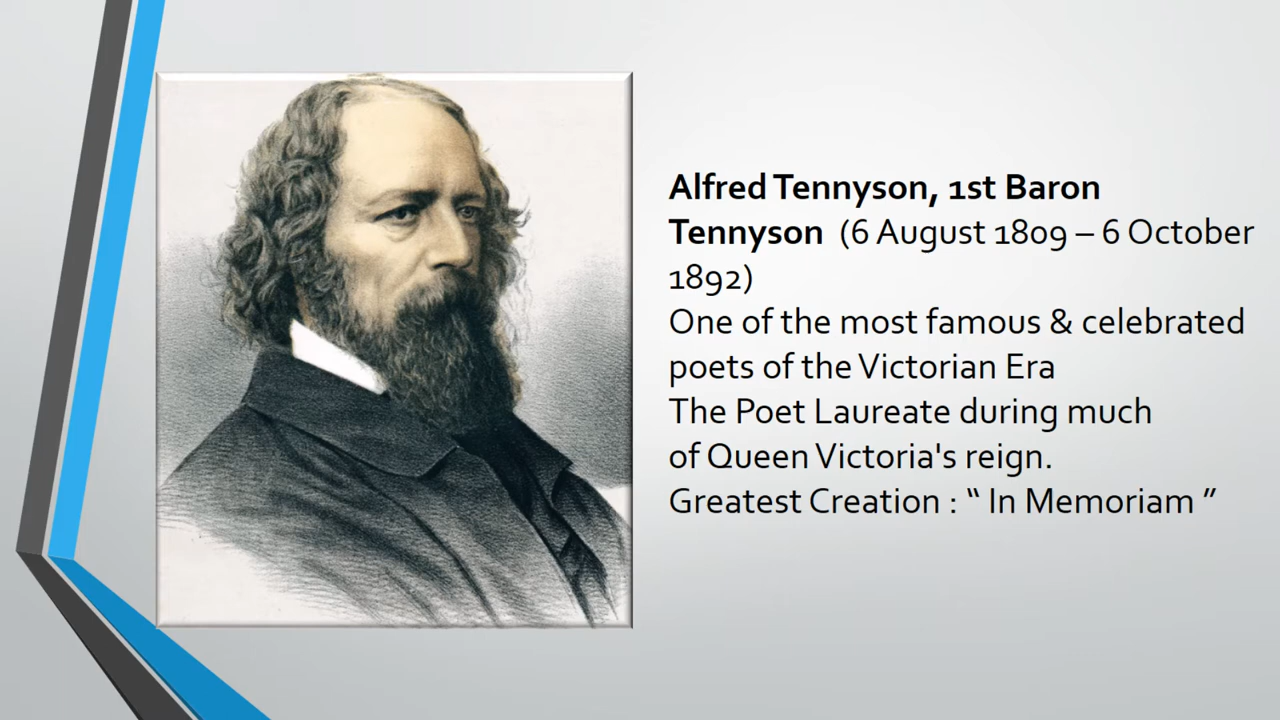 Alfred Tennyson, 1st Baron
Tennyson (6 August 1809 – 6 October
1892)
One of the most famous & celebrated
poets of the Victorian Era
The Poet Laureate during much
of Queen Victoria's reign.
Greatest Creation : “ In Memoriam ”